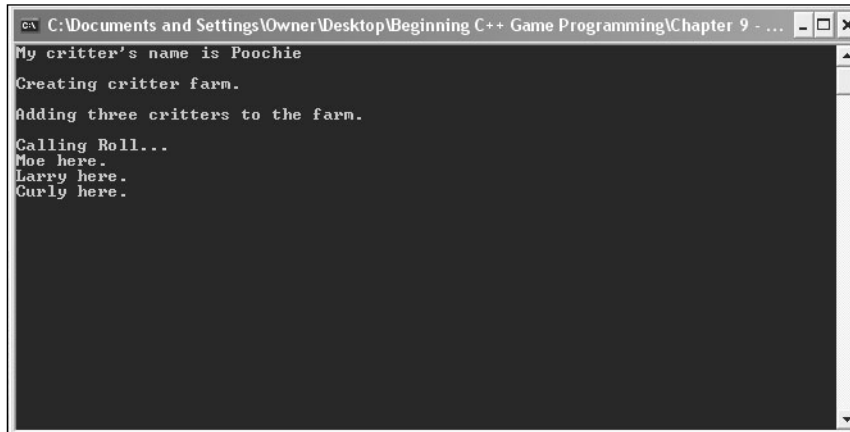 C:\Documents and Settings\Owner\Desktop\Beginning C++ Game Programming\Chapter 9 - ...
My critter's name is Poochie
Creating critter farm.
Adding three critters to the farm.
Calling Roll...
Moe here.
Larry here.
Curly here.